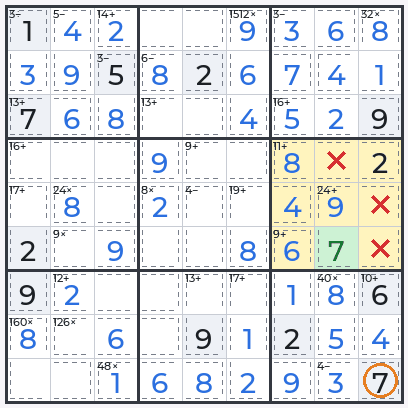 3÷ 5− 14+ 1512× 3− 32×
1 4 2 9 3 6 8
3− 6−
3 9 5 8 2 6 7 4 1
13+ 13+ 16+
7 6 8 4 5 2 9
16+ 9+ 11+
9 8 2
17+ 24× 8× 4− 19+ 24+
8 2 4 9
9× 9+
2 9 8 6 7
12+ 13+ 17+ 40× 10+
9 2 1 8 6
160× 126×
8 6 9 1 2 5 4
48× 4−
1 6 8 2 9 3 7